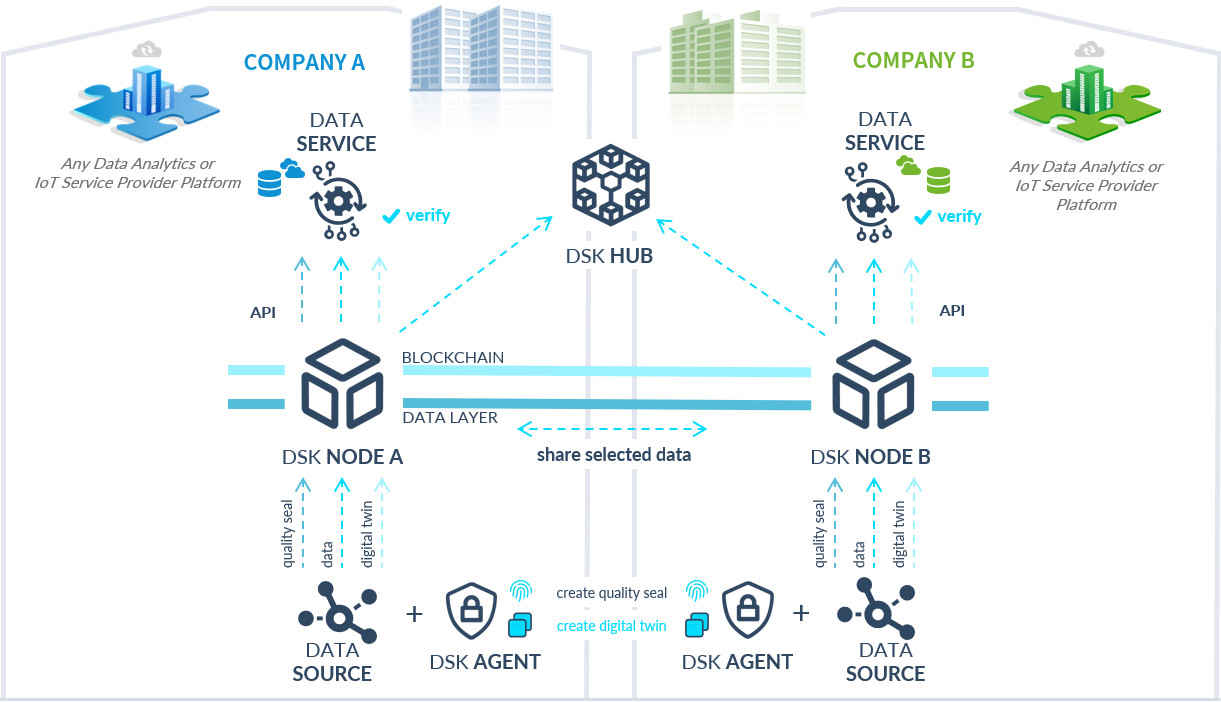 COMPANY A
COMPANY B
DATA
SERVICE
DATA
SERVICE
Any Data Analytics or
IoT Service Provider Platform
Any Data Analytics or
IoT Service Provider
Platform
verify
verify
DSK HUB
API
API
BLOCKCHAIN
DATA LAYER
share selected data
DSK NODE A
DSK NODE B
quality seal
data
digital twin
quality seal
data
digital twin
+
create quality seal
create digital twin
+
DATA
SOURCE
DSK AGENT
DSK AGENT
DATA
SOURCE